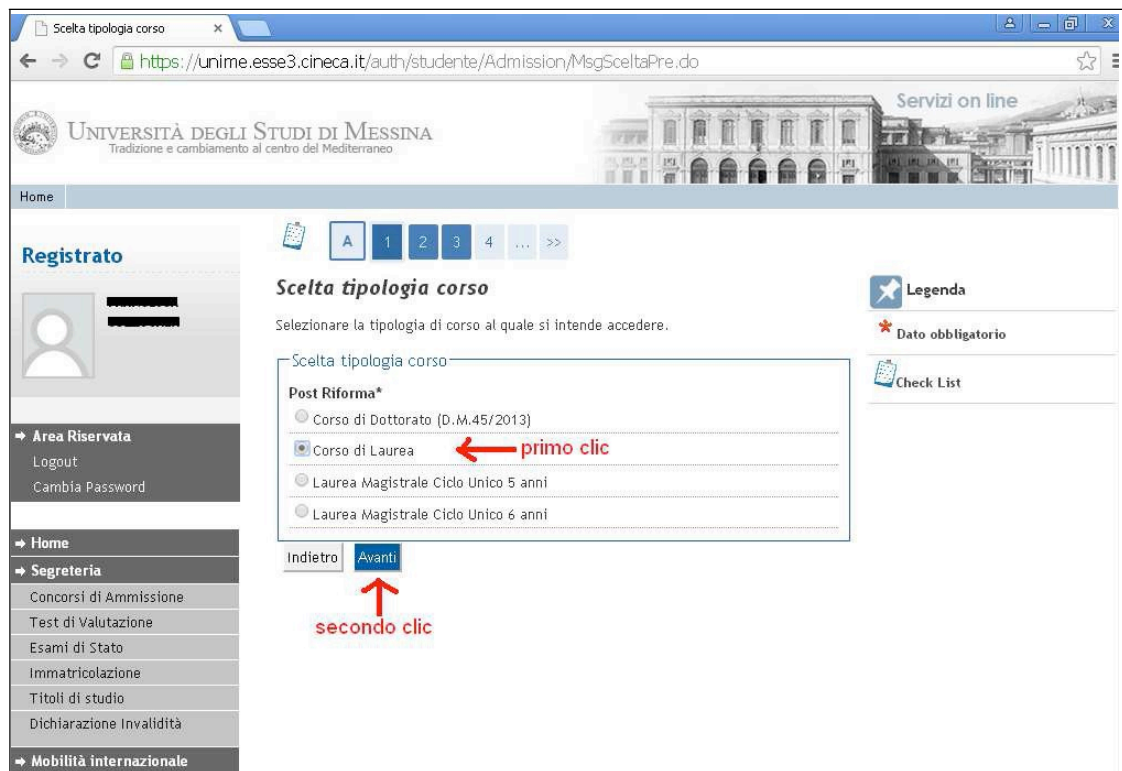 Scelta tipologia corso
https://unime.esse3.cineca.it/auth/studente/Admission/MsgSceltaPre.do
UNIVERSITÀ DEGLI STUDI DI MESSINA
Tradizione e cambiamento al centro del Mediterraneo
Servizi on line
Home
Registrato
A 1 2 3 4 ... >>
Scelta tipologia corso
Selezionare la tipologia di corso al quale si intende accedere.
Scelta tipologia corso
Post Riforma*
Corso di Dottorato (D.M.45/2013)
Corso di Laurea
primo clic
Laurea Magistrale Ciclo Unico 5 anni
Laurea Magistrale Ciclo Unico 6 anni
Indietro Avanti
secondo clic
Legenda
* Dato obbligatorio
Check List
Area Riservata
Logout
Cambia Password
Home
Segreteria
Concorsi di Ammissione
Test di Valutazione
Esami di Stato
Immatricolazione
Titoli di studio
Dichiarazione Invalidità
Mobilità internazionale